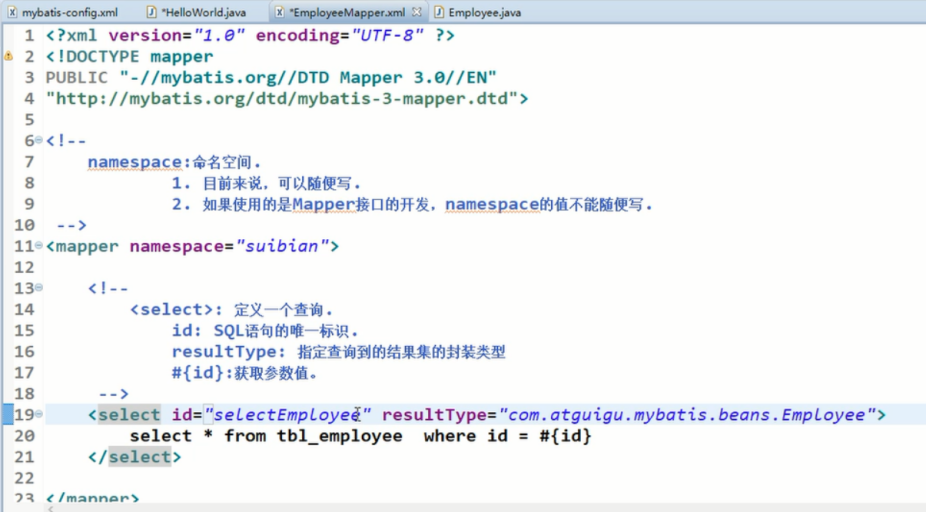 mybatis-config.xml *HelloWorld.java *EmployeeMapper.xml Employee.java
1 <?xml version="1.0" encoding="UTF-8" ?>
2 <!DOCTYPE mapper
3 PUBLIC "-//mybatis.org//DTD Mapper 3.0//EN"
4 "http://mybatis.org/dtd/mybatis-3-mapper.dtd">
5
6 <!--
7 namespace:命名空间.
8 1. 目前来说，可以随便写.
9 2. 如果使用的是Mapper接口的开发，namespace的值不能随便写.
10 -->
11 <mapper namespace="suibian">
12
13 <!--
14 <select>: 定义一个查询.
15 id: SQL语句的唯一标识.
16 resultType: 指定查询到的结果集的封装类型
17 #{id}:获取参数值。
18 -->
19 <select id="selectEmployee" resultType="com.atguigu.mybatis.beans.Employee">
20 select * from tbl_employee  where id = #{id}
21 </select>
22
23 </mapper>